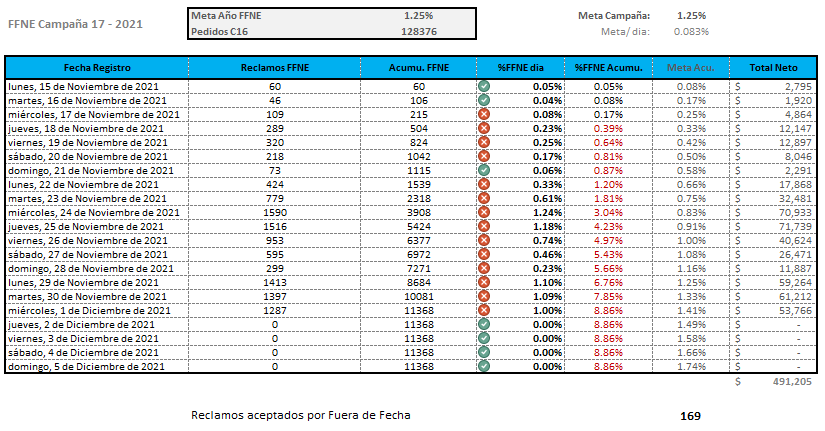 FFNE Campaña 17 - 2021
Meta Año FFNE 1.25%
Pedidos C16 128376
Meta Campaña: 1.25%
Meta/ dia: 0.083%
Fecha Registro Reclamos FFNE Acumu. FFNE %FFNE dia %FFNE Acumu. Meta Acu. Total Neto
lunes, 15 de Noviembre de 2021 60 60 0.05% 0.05% 0.08% $ 2,795
martes, 16 de Noviembre de 2021 46 106 0.04% 0.08% 0.17% $ 1,920
miércoles, 17 de Noviembre de 2021 109 215 0.08% 0.17% 0.25% $ 4,864
jueves, 18 de Noviembre de 2021 289 504 0.23% 0.39% 0.33% $ 12,147
viernes, 19 de Noviembre de 2021 320 824 0.25% 0.64% 0.42% $ 12,897
sábado, 20 de Noviembre de 2021 218 1042 0.17% 0.81% 0.50% $ 8,046
domingo, 21 de Noviembre de 2021 73 1115 0.06% 0.87% 0.58% $ 2,291
lunes, 22 de Noviembre de 2021 424 1539 0.33% 1.20% 0.66% $ 17,868
martes, 23 de Noviembre de 2021 779 2318 0.61% 1.81% 0.75% $ 32,481
miércoles, 24 de Noviembre de 2021 1590 3908 1.24% 3.04% 0.83% $ 70,933
jueves, 25 de Noviembre de 2021 1516 5424 1.18% 4.23% 0.91% $ 71,739
viernes, 26 de Noviembre de 2021 953 6377 0.74% 4.97% 1.00% $ 40,624
sábado, 27 de Noviembre de 2021 595 6972 0.46% 5.43% 1.08% $ 26,471
domingo, 28 de Noviembre de 2021 299 7271 0.23% 5.66% 1.16% $ 11,887
lunes, 29 de Noviembre de 2021 1413 8684 1.10% 6.76% 1.25% $ 59,264
martes, 30 de Noviembre de 2021 1397 10081 1.09% 7.85% 1.33% $ 61,212
miércoles, 1 de Diciembre de 2021 1287 11368 1.00% 8.86% 1.41% $ 53,766
jueves, 2 de Diciembre de 2021 0 11368 0.00% 8.86% 1.49% $ -
viernes, 3 de Diciembre de 2021 0 11368 0.00% 8.86% 1.58% $ -
sábado, 4 de Diciembre de 2021 0 11368 0.00% 8.86% 1.66% $ -
domingo, 5 de Diciembre de 2021 0 11368 0.00% 8.86% 1.74% $ -
$ 491,205
Reclamos aceptados por Fuera de Fecha 169